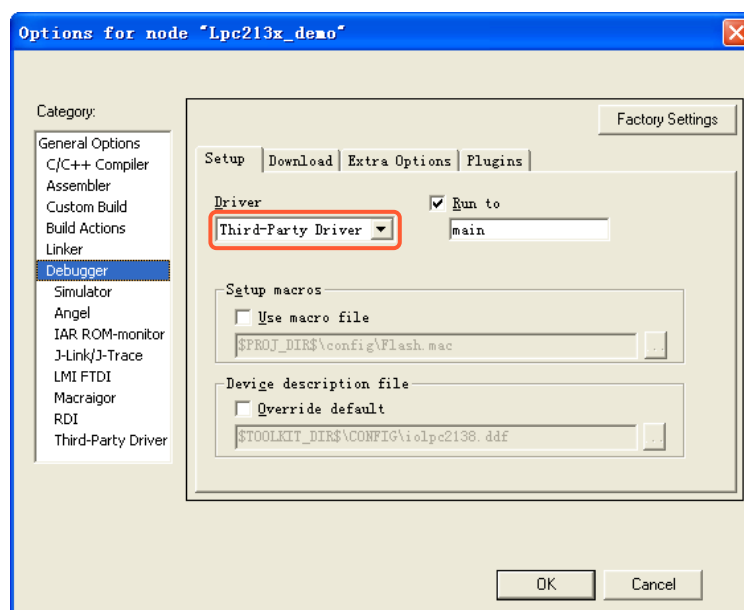 Options for node "Lpc213x_demo"
Category:
General Options
C/C++ Compiler
Assembler
Custom Build
Build Actions
Linker
Debugger
Simulator
Angel
IAR ROM-monitor
J-Link/J-Trace
LMI FTDI
Macraigor
RDI
Third-Party Driver
Factory Settings
Setup Download Extra Options Plugins
Driver
Third-Party Driver
Run to
main
Setup macros
Use macro file
$PROJ_DIR$\config\Flash.mac
..
Device description file
Override default
$TOOLKIT_DIR$\CONFIG\iolpc2138.ddf
..
OK Cancel